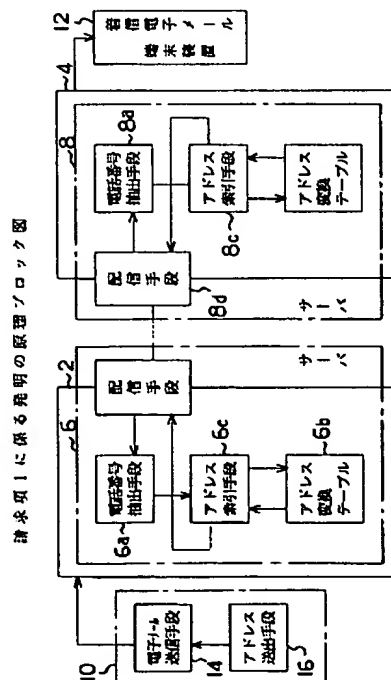 請求項1に係る発明の原理ブロック図
10
電子メール
送信手段
14
アドレス
送出手段
16
6
2
電話番号
抽出手段
6a
配信
手段
アドレス
索引手段
6c
アドレス
変換
テーブル
6b
サーバ
8
4
配信
手段
8d
電話番号
抽出手段
8a
アドレス
索引手段
8c
アドレス
変換
テーブル
サーバ
12
着信電子メール
端末装置